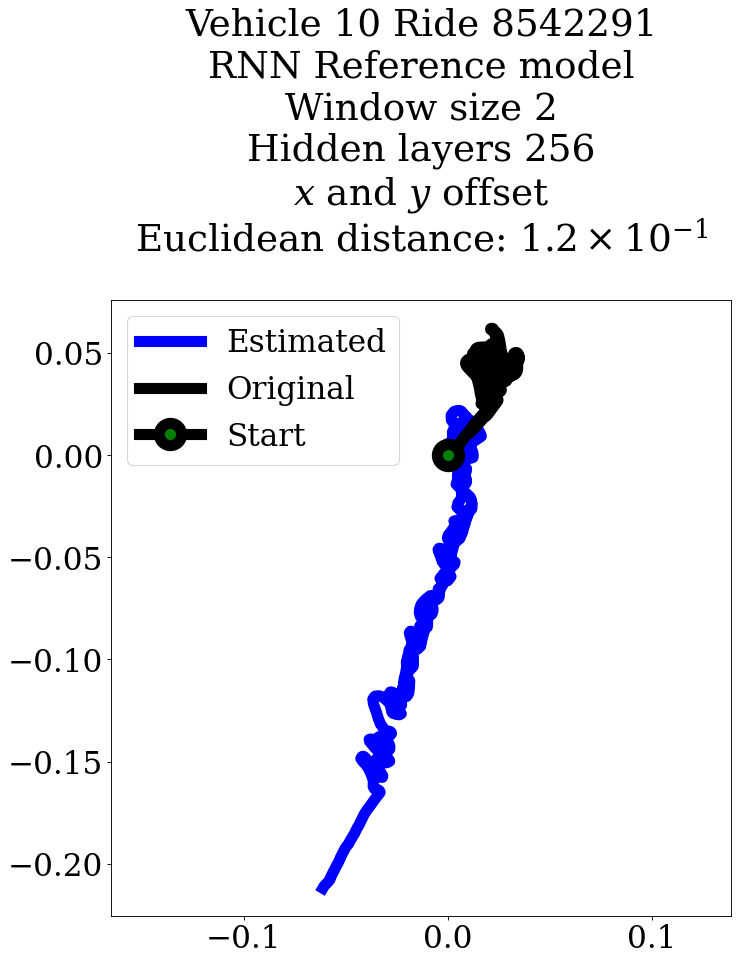 Vehicle 10 Ride 8542291
RNN Reference model
Window size 2
Hidden layers 256
x and y offset
Euclidean distance: 1.2 × 10⁻¹
Estimated
Original
Start
0.05
0.00
−0.05
−0.10
−0.15
−0.20
−0.1 0.0 0.1